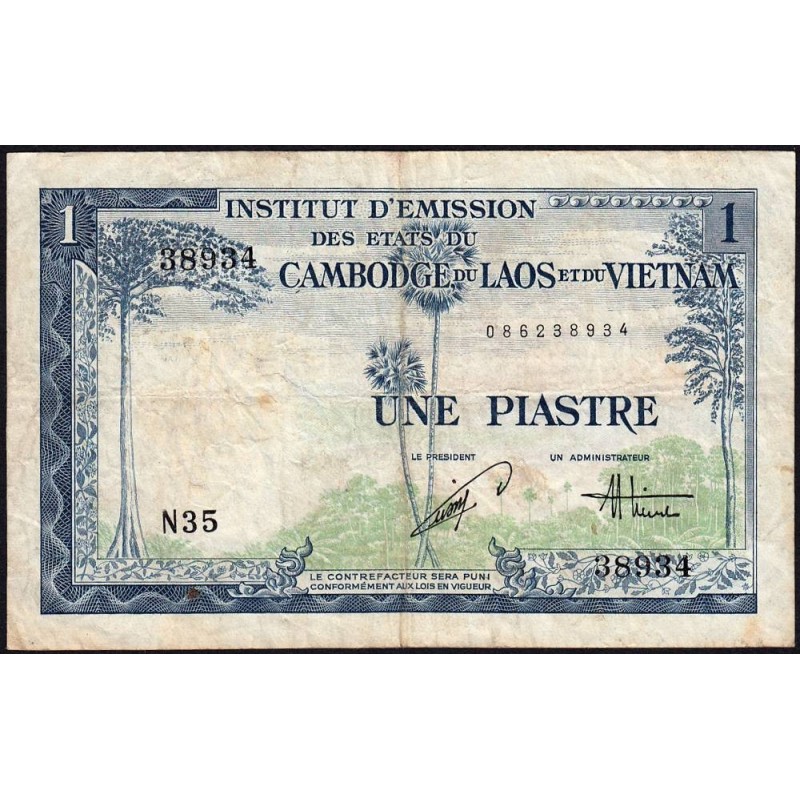 1 INSTITUT D'EMISSION 1
DES ETATS DU
38934
CAMBODGE, DU LAOS ET DU VIETNAM
086238934
UNE PIASTRE
LE PRESIDENT UN ADMINISTRATEUR
N35
38934
LE CONTREFACTEUR SERA PUNI
CONFORMÉMENT AUX LOIS EN VIGUEUR